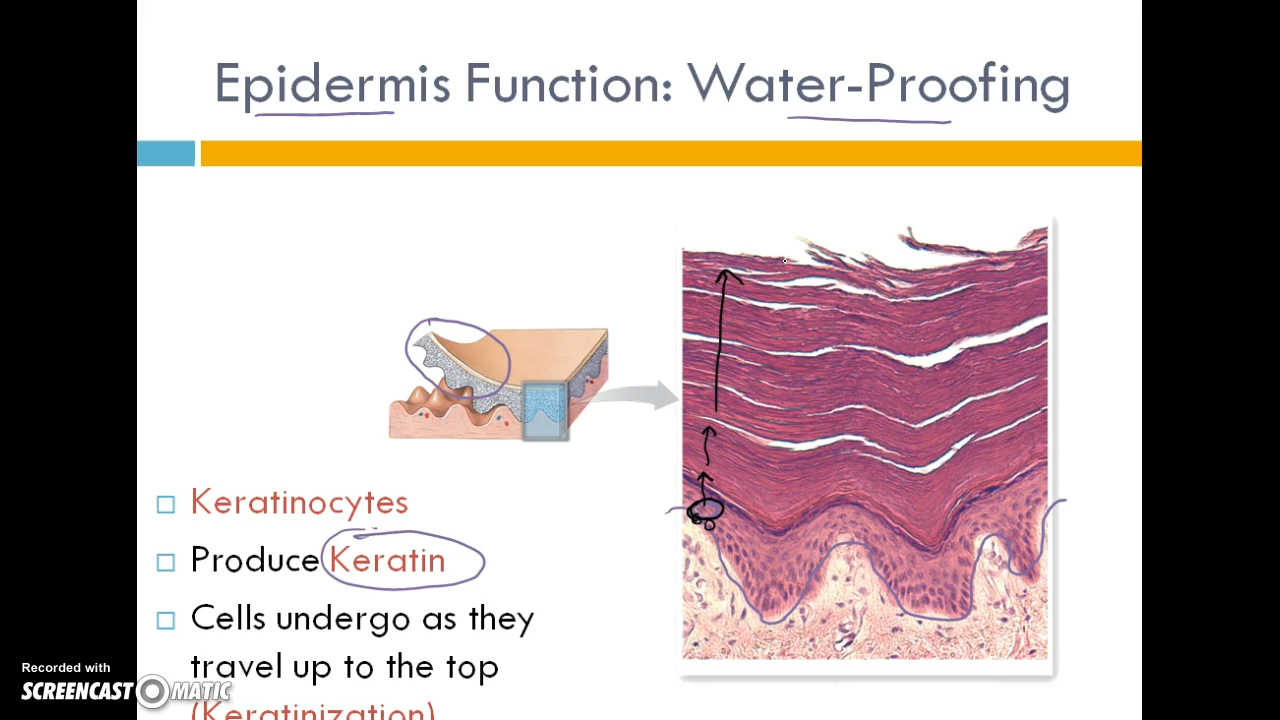 Epidermis Function: Water-Proofing
Keratinocytes
Produce Keratin
Cells undergo as they
travel up to the top
(Keratinization)
Recorded with
SCREENCAST MATIC